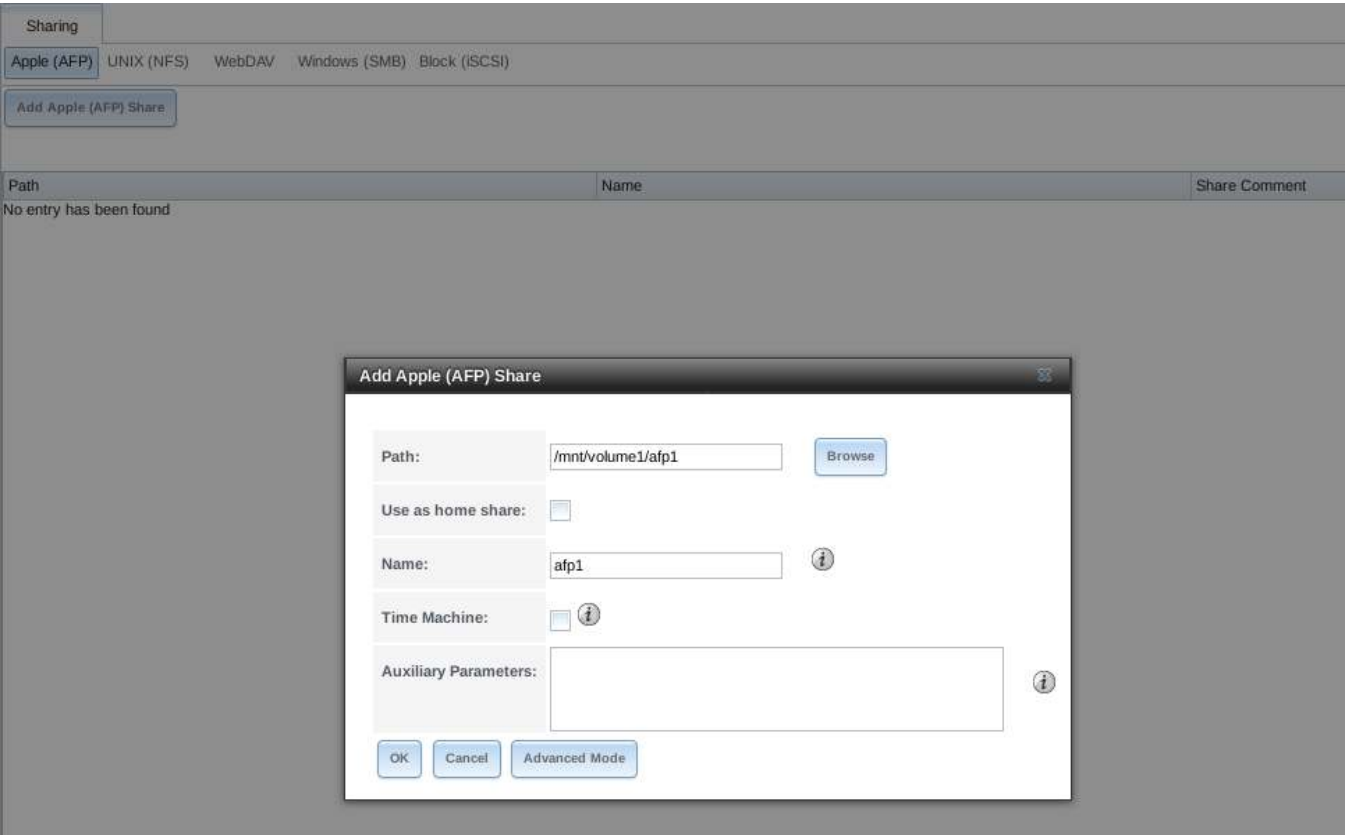 Sharing
Apple (AFP) UNIX (NFS) WebDAV Windows (SMB) Block (iSCSI)
Add Apple (AFP) Share
Path Name Share Comment
No entry has been found
Add Apple (AFP) Share
Path: /mnt/volume1/afp1 Browse
Use as home share:
Name: afp1
Time Machine:
Auxiliary Parameters:
OK Cancel Advanced Mode